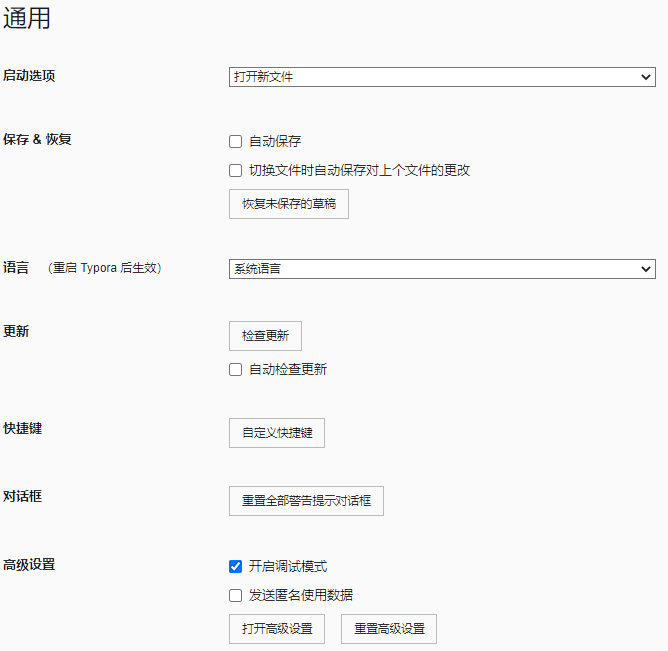 通用
启动选项
打开新文件
保存 & 恢复
自动保存
切换文件时自动保存对上个文件的更改
恢复未保存的草稿
语言 （重启 Typora 后生效）
系统语言
更新
检查更新
自动检查更新
快捷键
自定义快捷键
对话框
重置全部警告提示对话框
高级设置
开启调试模式
发送匿名使用数据
打开高级设置 重置高级设置